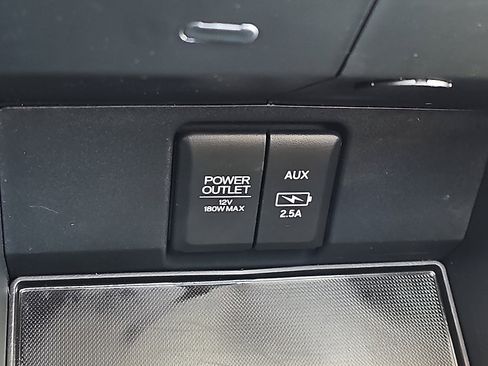 POWER
OUTLET
12V
180W MAX
AUX
2.5A